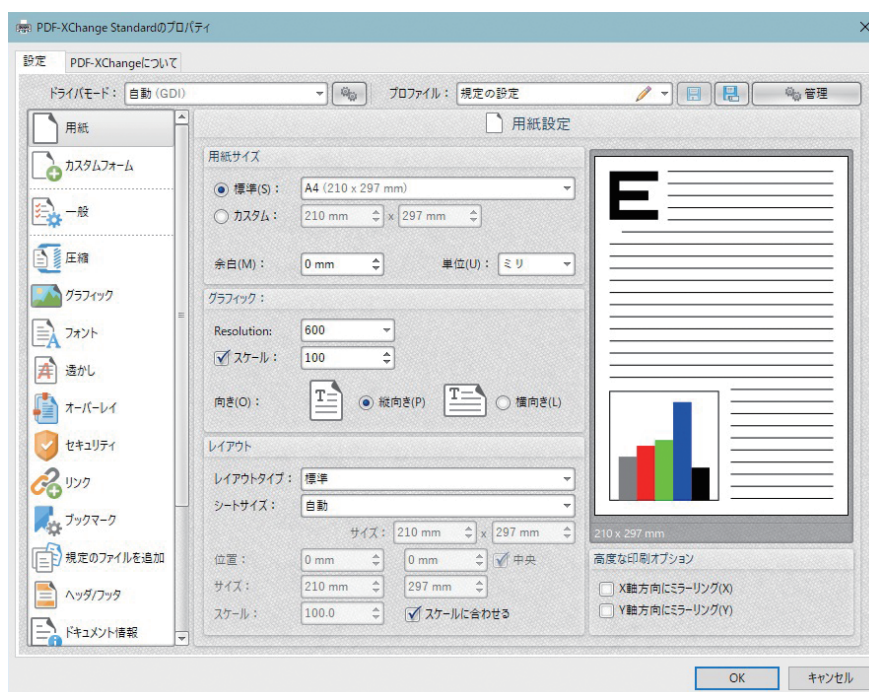 PDF-XChange Standardのプロパティ
設定 PDF-XChangeについて
ドライバモード： 自動 (GDI) プロファイル： 規定の設定 管理
用紙
カスタムフォーム
一般
圧縮
グラフィック
フォント
透かし
オーバーレイ
セキュリティ
リンク
ブックマーク
規定のファイルを追加
ヘッダ/フッタ
ドキュメント情報
用紙設定
用紙サイズ
標準(S)： A4 (210 x 297 mm)
カスタム： 210 mm x 297 mm
余白(M)： 0 mm 単位(U)： ミリ
グラフィック：
Resolution: 600
スケール： 100
向き(O)： T 縦向き(P) T 横向き(L)
レイアウト
レイアウトタイプ： 標準
シートサイズ： 自動
サイズ： 210 mm x 297 mm
位置： 0 mm 0 mm 中央
サイズ： 210 mm 297 mm
スケール： 100.0 スケールに合わせる
E
210 x 297 mm
高度な印刷オプション
X軸方向にミラーリング(X)
Y軸方向にミラーリング(Y)
OK キャンセル